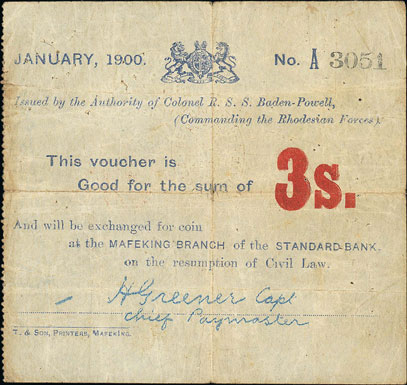 JANUARY, 1900. No. A 3051
Issued by the Authority of Colonel R. S. S. Baden-Powell,
(Commanding the Rhodesian Forces).
This voucher is
Good for the sum of 3s.
And will be exchanged for coin
at the MAFEKING BRANCH of the STANDARD BANK
on the resumption of Civil Law.
H Greener Capt
Chief Paymaster
T. & SON, PRINTERS, MAFEKING.